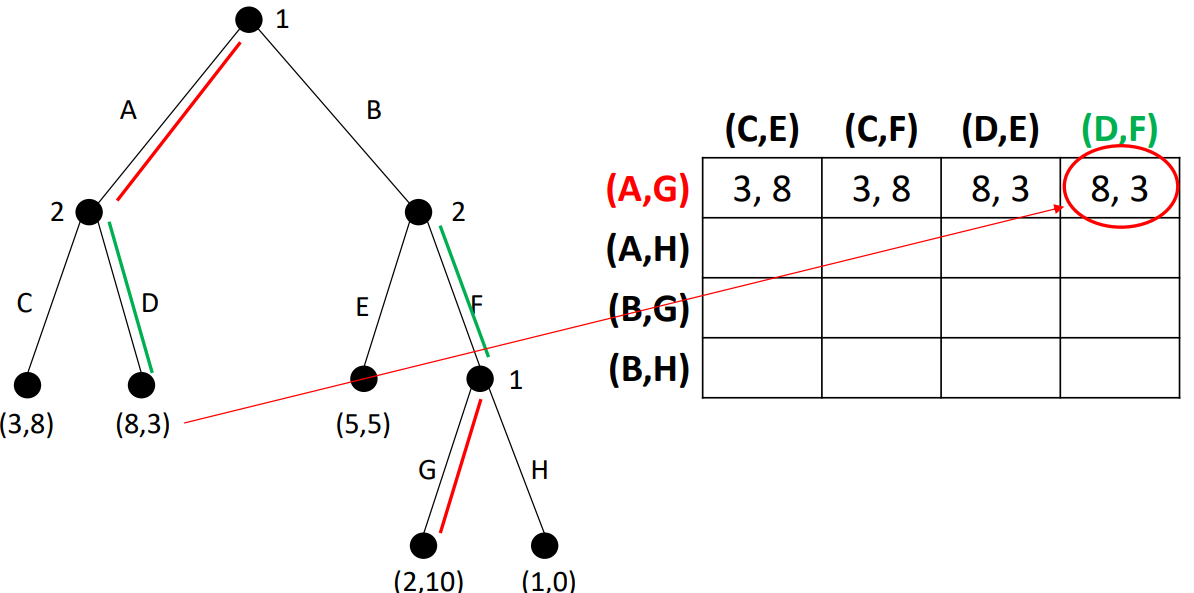 1
A
B
2
2
C
D
E
F
(3,8)
(8,3)
(5,5)
1
G
H
(2,10)
(1,0)
(C,E) (C,F) (D,E) (D,F)
(A,G) 3, 8 3, 8 8, 3 8, 3
(A,H)
(B,G)
(B,H)